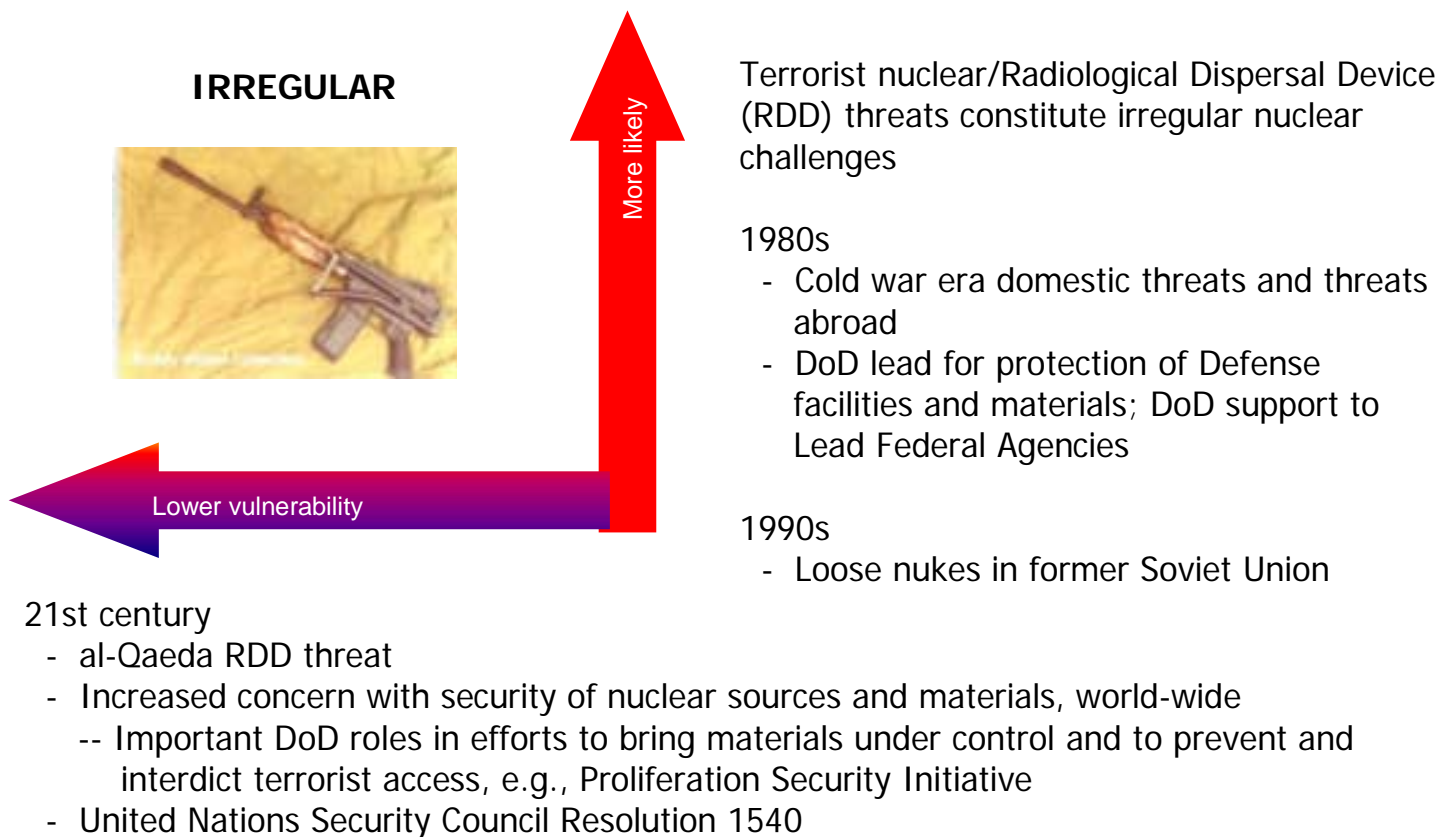 IRREGULAR
More likely
Lower vulnerability
Terrorist nuclear/Radiological Dispersal Device
(RDD) threats constitute irregular nuclear
challenges
1980s
- Cold war era domestic threats and threats
abroad
- DoD lead for protection of Defense
facilities and materials; DoD support to
Lead Federal Agencies
1990s
- Loose nukes in former Soviet Union
21st century
- al-Qaeda RDD threat
- Increased concern with security of nuclear sources and materials, world-wide
-- Important DoD roles in efforts to bring materials under control and to prevent and
interdict terrorist access, e.g., Proliferation Security Initiative
- United Nations Security Council Resolution 1540